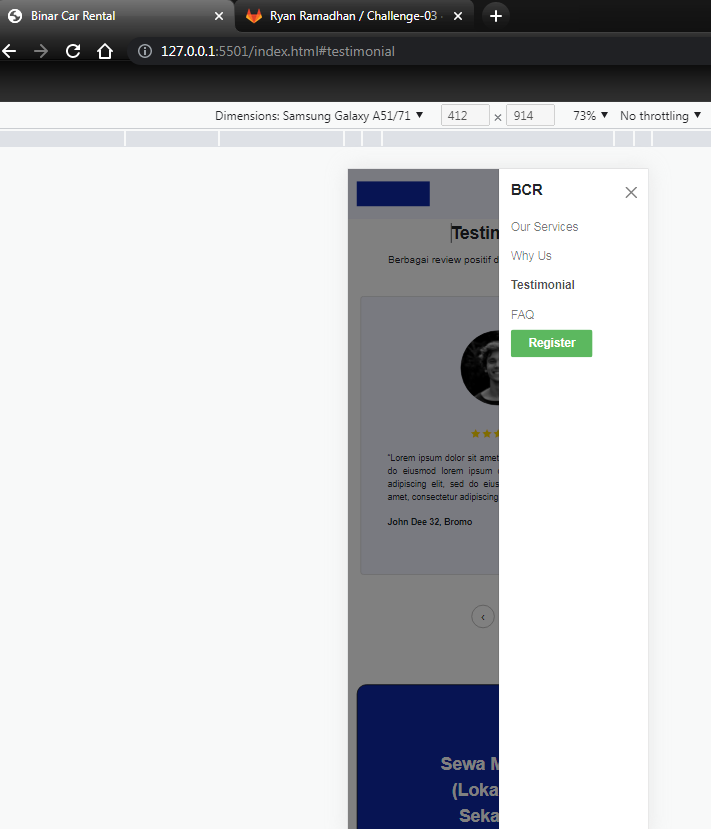 Binar Car Rental
Ryan Ramadhan / Challenge-03
127.0.0.1:5501/index.html#testimonial
Dimensions: Samsung Galaxy A51/71
412 × 914
73%
No throttling
BCR
Our Services
Why Us
Testimonial
FAQ
Register
Testin
Berbagai review positif d
"Lorem ipsum dolor sit amet
do eiusmod lorem ipsum
adipiscing elit, sed do eius
amet, consectetur adipiscing
John Dee 32, Bromo
Sewa M
(Loka
Seka